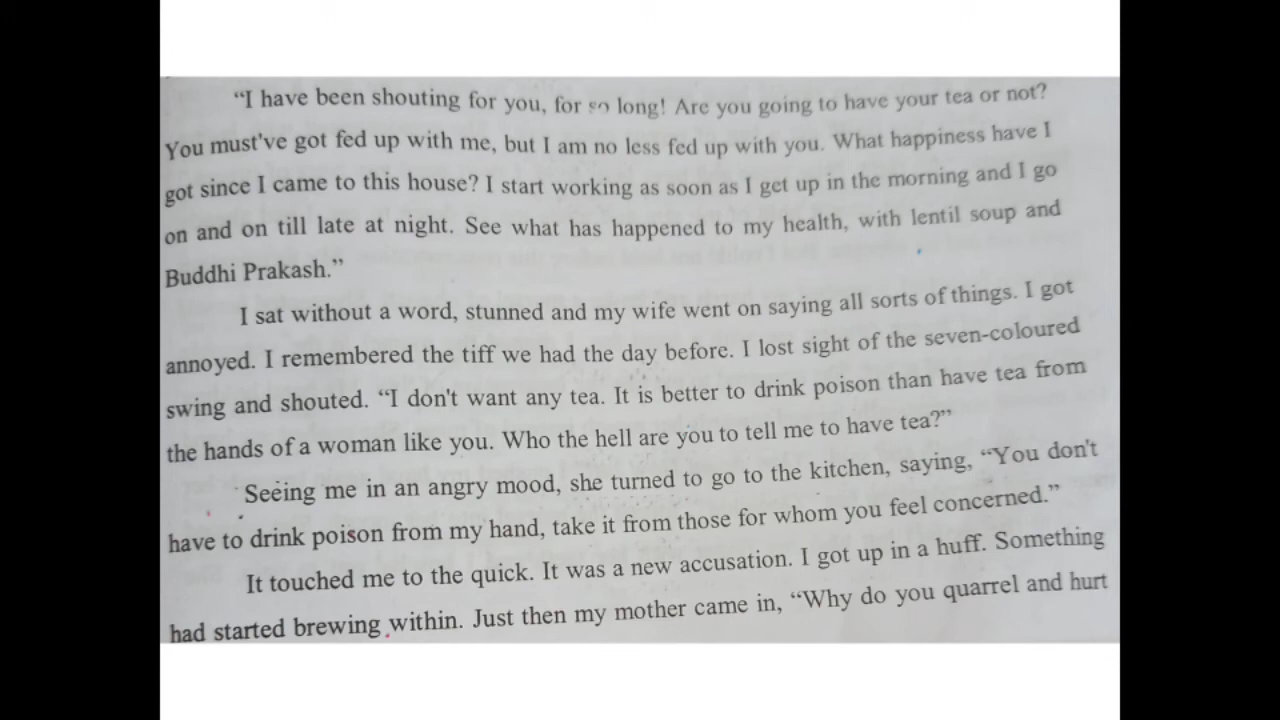 “I have been shouting for you, for so long! Are you going to have your tea or not?
You must've got fed up with me, but I am no less fed up with you. What happiness have I
got since I came to this house? I start working as soon as I get up in the morning and I go
on and on till late at night. See what has happened to my health, with lentil soup and
Buddhi Prakash.”
I sat without a word, stunned and my wife went on saying all sorts of things. I got
annoyed. I remembered the tiff we had the day before. I lost sight of the seven-coloured
swing and shouted. “I don't want any tea. It is better to drink poison than have tea from
the hands of a woman like you. Who the hell are you to tell me to have tea?”
Seeing me in an angry mood, she turned to go to the kitchen, saying, “You don't
have to drink poison from my hand, take it from those for whom you feel concerned.”
It touched me to the quick. It was a new accusation. I got up in a huff. Something
had started brewing within. Just then my mother came in, “Why do you quarrel and hurt